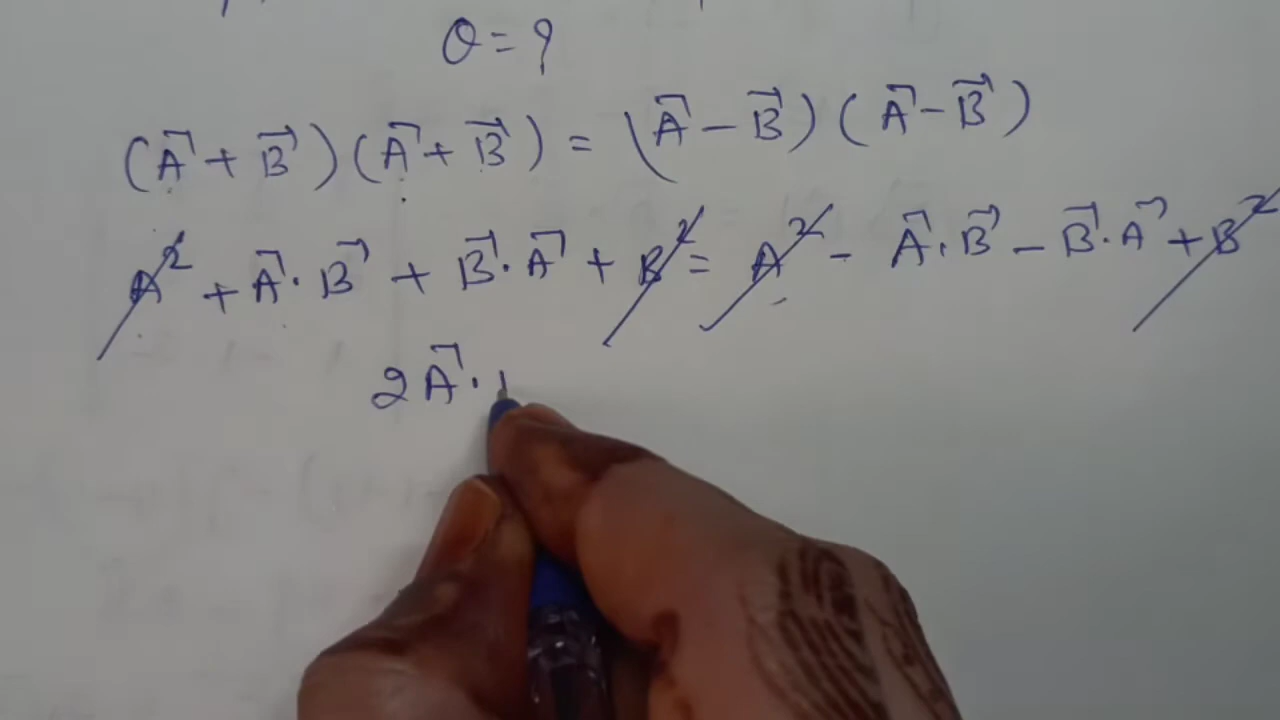 θ = ?
(A⃗ + B⃗)(A⃗ + B⃗) = (A⃗ − B⃗)(A⃗ − B⃗)
A² + A⃗·B⃗ + B⃗·A⃗ + B² = A² − A⃗·B⃗ − B⃗·A⃗ + B²
2A⃗·